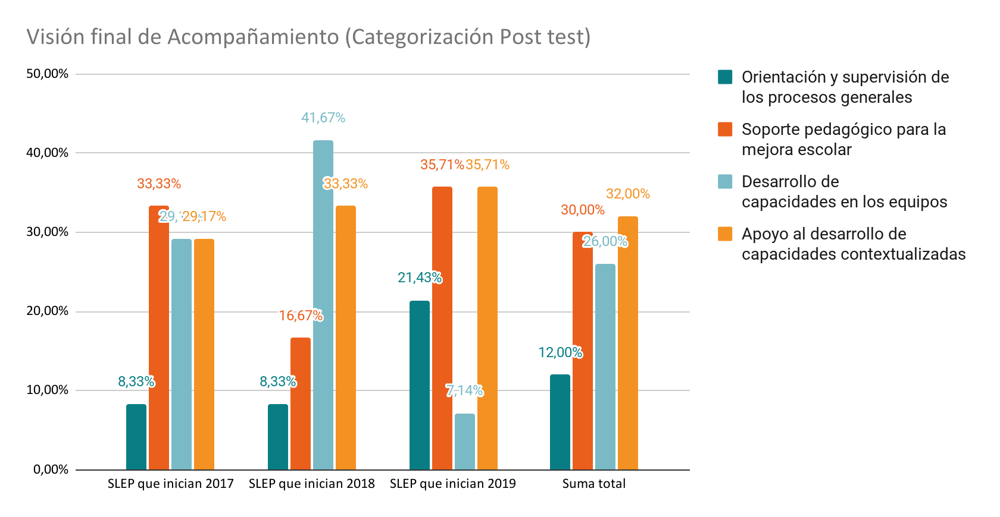 Visión final de Acompañamiento (Categorización Post test)
50,00%
40,00%
30,00%
20,00%
10,00%
0,00%
8,33%
33,33%
29,17%
8,33%
16,67%
41,67%
33,33%
21,43%
35,71%
7,14%
35,71%
12,00%
30,00%
26,00%
32,00%
SLEP que inician 2017
SLEP que inician 2018
SLEP que inician 2019
Suma total
Orientación y supervisión de
los procesos generales
Soporte pedagógico para la
mejora escolar
Desarrollo de
capacidades en los equipos
Apoyo al desarrollo de
capacidades contextualizadas